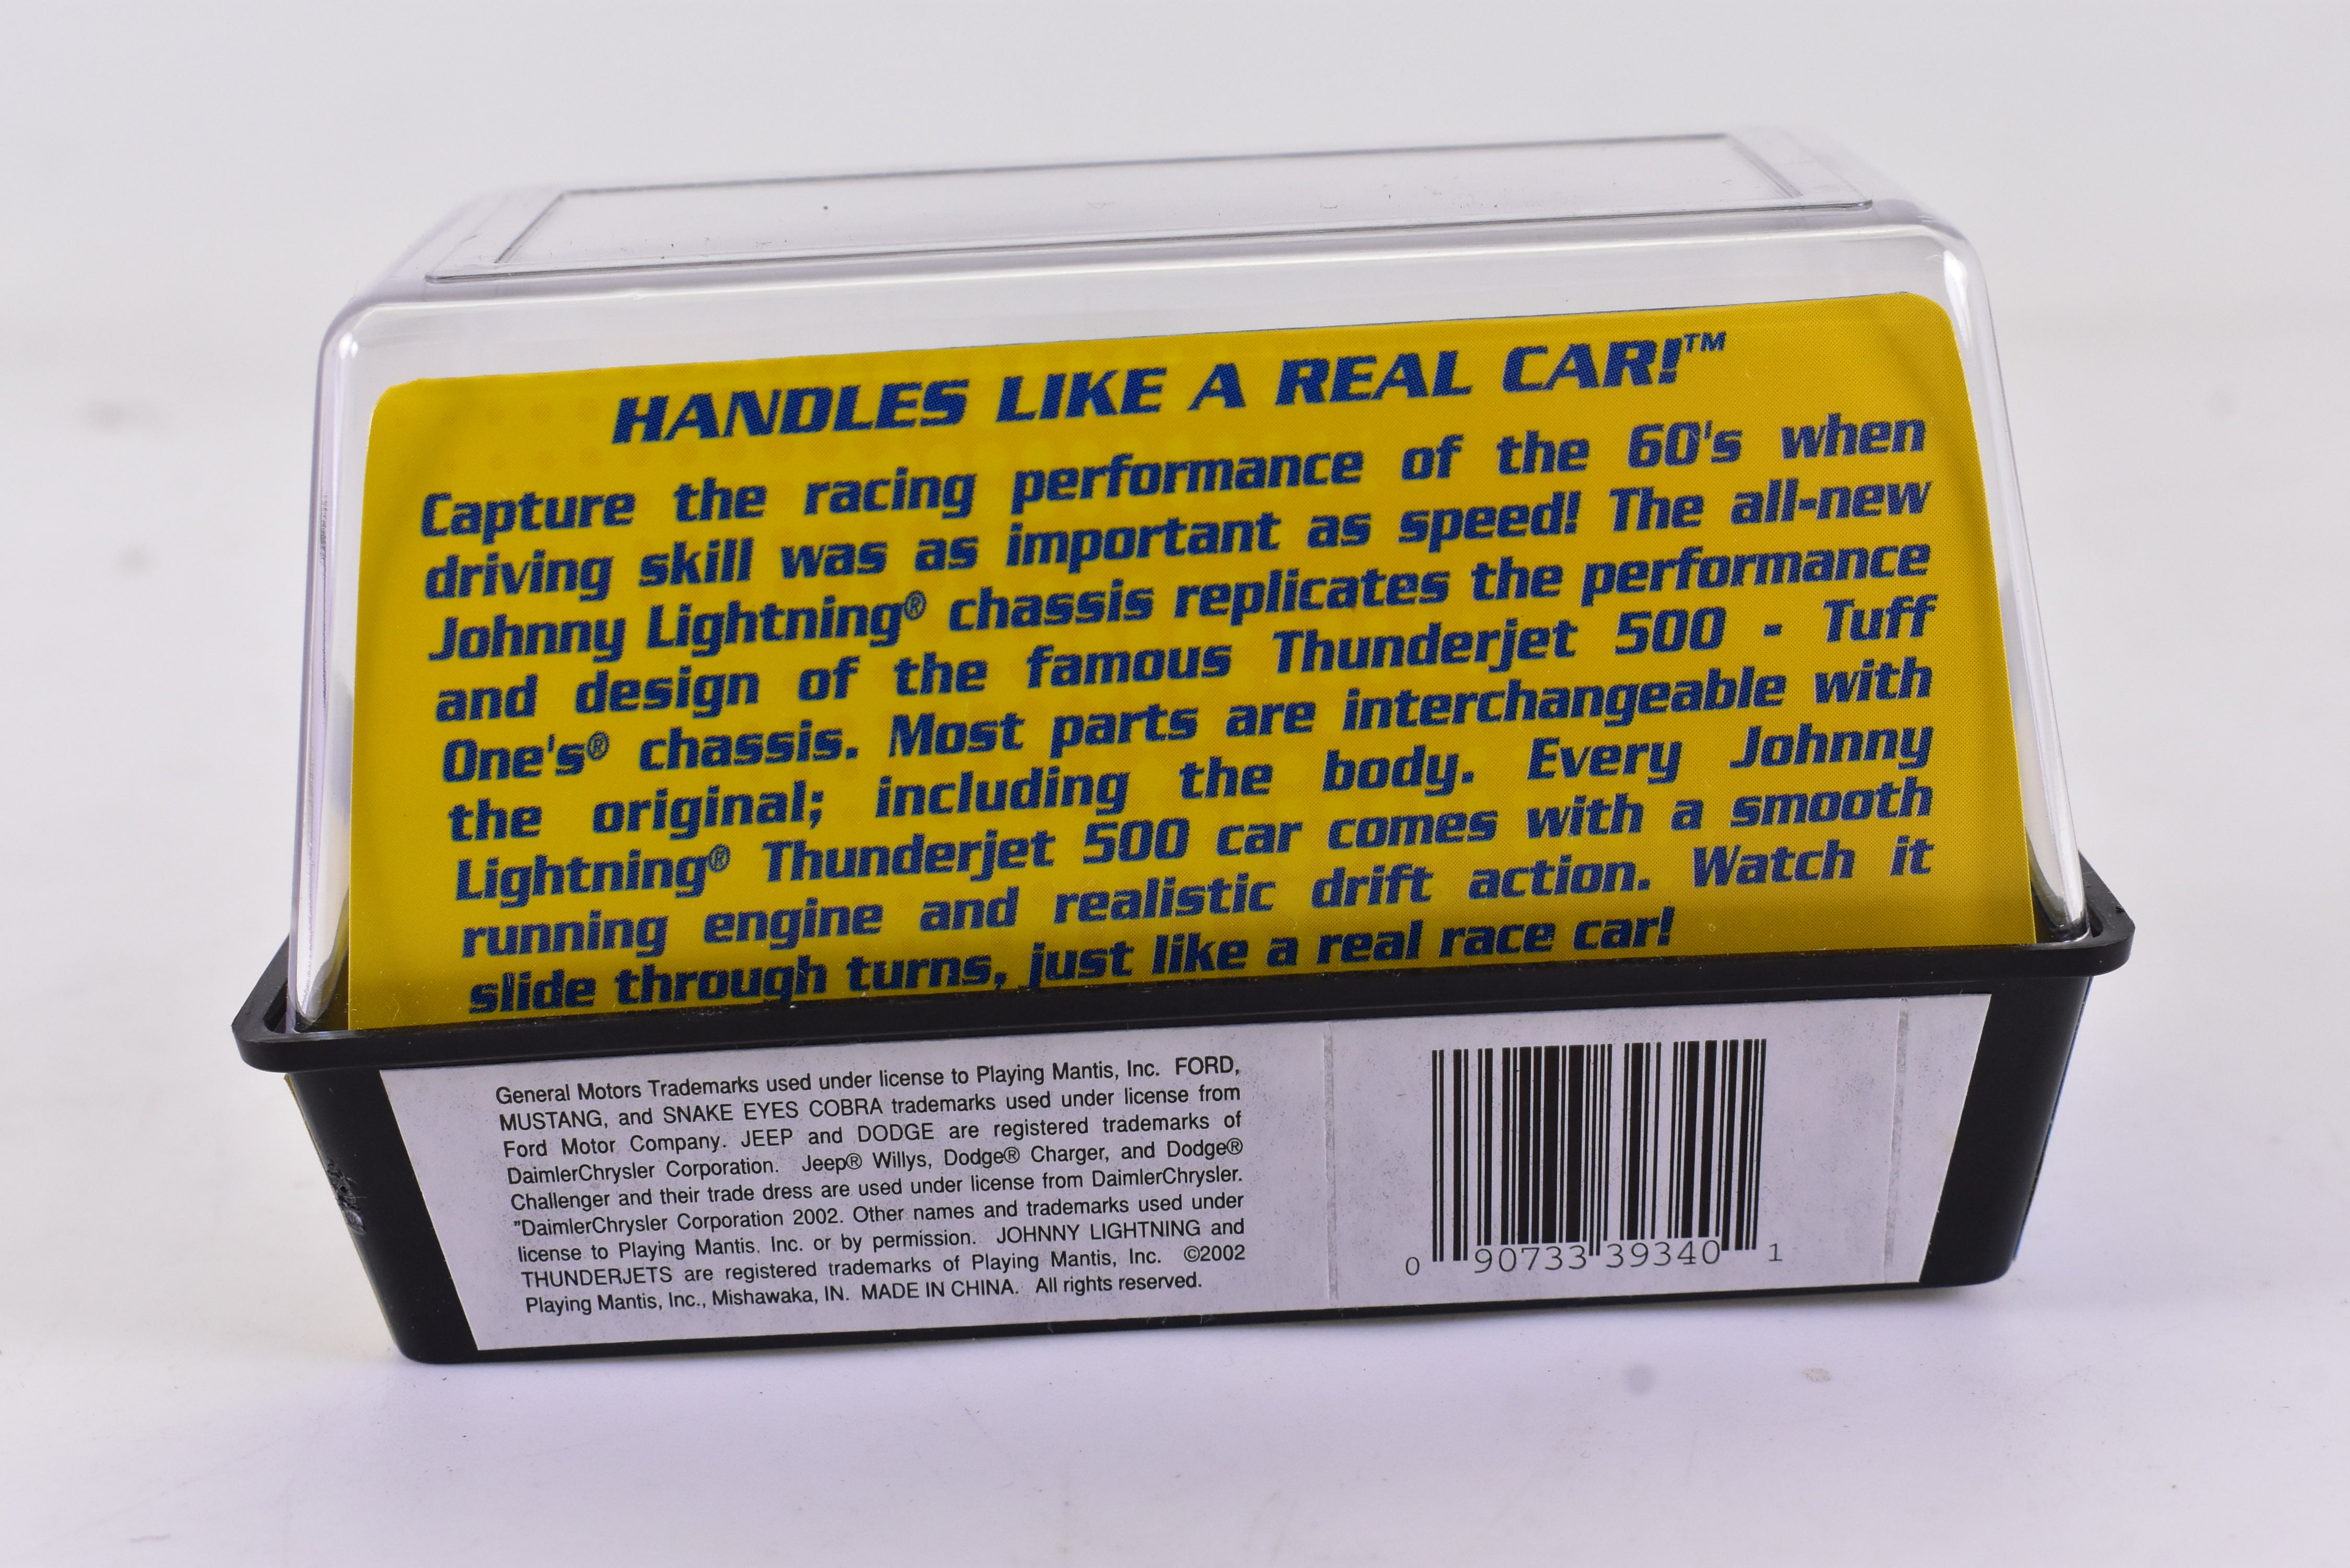 HANDLES LIKE A REAL CAR!™
Capture the racing performance of the 60's when
driving skill was as important as speed! The all-new
Johnny Lightning® chassis replicates the performance
and design of the famous Thunderjet 500 - Tuff
One's® chassis. Most parts are interchangeable with
the original; including the body. Every Johnny
Lightning® Thunderjet 500 car comes with a smooth
running engine and realistic drift action. Watch it
slide through turns, just like a real race car!
General Motors Trademarks used under license to Playing Mantis, Inc. FORD,
MUSTANG, and SNAKE EYES COBRA trademarks used under license from
Ford Motor Company. JEEP and DODGE are registered trademarks of
DaimlerChrysler Corporation. Jeep® Willys, Dodge® Charger, and Dodge®
Challenger and their trade dress are used under license from DaimlerChrysler.
"DaimlerChrysler Corporation 2002. Other names and trademarks used under
license to Playing Mantis. Inc. or by permission. JOHNNY LIGHTNING and
THUNDERJETS are registered trademarks of Playing Mantis, Inc. ©2002
Playing Mantis, Inc., Mishawaka, IN. MADE IN CHINA. All rights reserved.
0 90733 39340 1